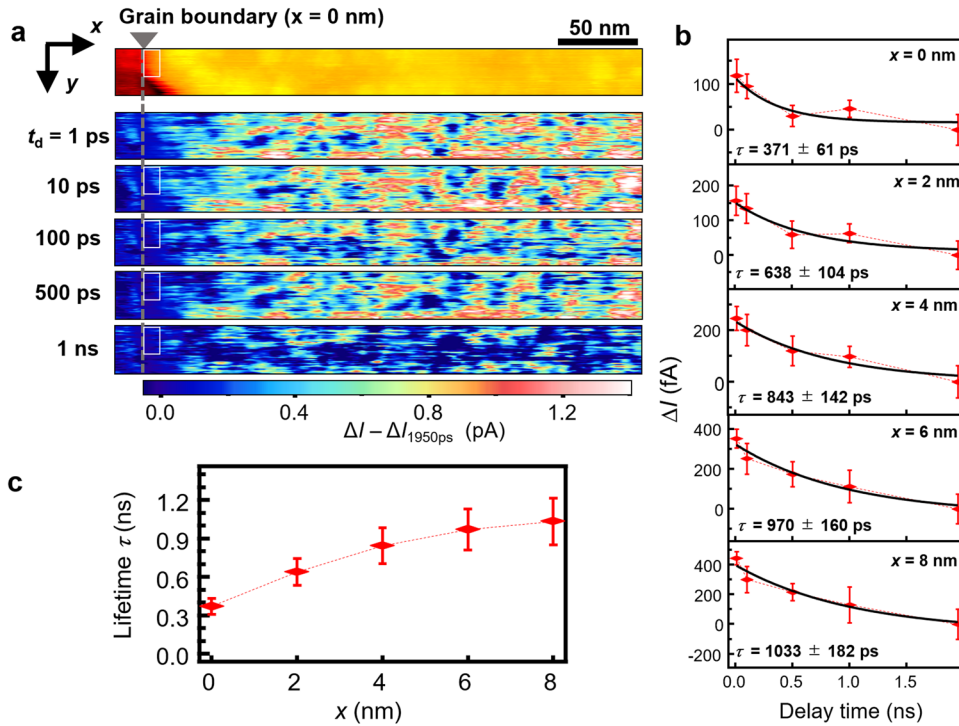 a
Grain boundary (x = 0 nm)
x
y
50 nm
t_d = 1 ps
10 ps
100 ps
500 ps
1 ns
0.0 0.4 0.8 1.2
ΔI – ΔI_1950ps (pA)
b
x = 0 nm
100
0
τ = 371 ± 61 ps
x = 2 nm
200
100
0
τ = 638 ± 104 ps
x = 4 nm
200
0
τ = 843 ± 142 ps
ΔI (fA)
x = 6 nm
400
200
0
τ = 970 ± 160 ps
x = 8 nm
400
200
0
-200
τ = 1033 ± 182 ps
0.0 0.5 1.0 1.5
Delay time (ns)
c
Lifetime τ (ns)
1.2
0.9
0.6
0.3
0.0
0 2 4 6 8
x (nm)